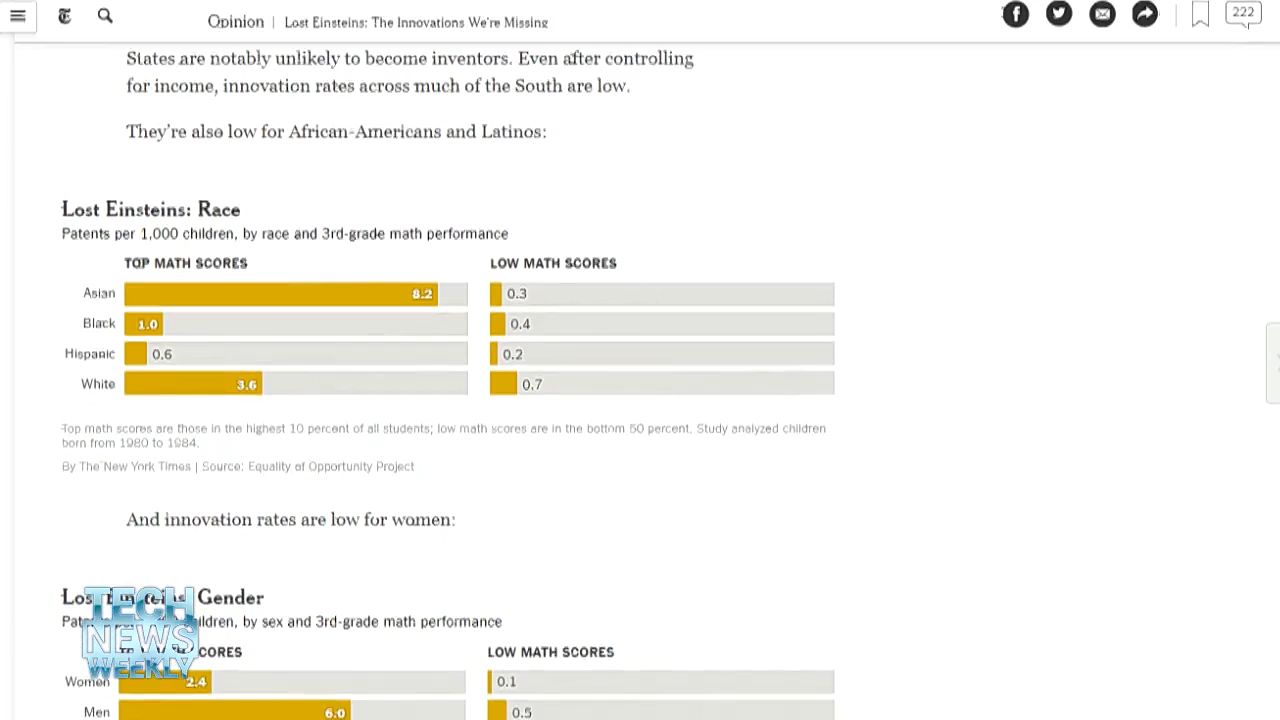 Opinion | Lost Einsteins: The Innovations We're Missing
222
States are notably unlikely to become inventors. Even after controlling
for income, innovation rates across much of the South are low.
They're also low for African-Americans and Latinos:
Lost Einsteins: Race
Patents per 1,000 children, by race and 3rd-grade math performance
TOP MATH SCORES LOW MATH SCORES
Asian 8.2 0.3
Black 1.0 0.4
Hispanic 0.6 0.2
White 3.6 0.7
Top math scores are those in the highest 10 percent of all students; low math scores are in the bottom 50 percent. Study analyzed children
born from 1980 to 1984.
By The New York Times | Source: Equality of Opportunity Project
And innovation rates are low for women:
Gender
by sex and 3rd-grade math performance
LOW MATH SCORES
TECH
NEWS
WEEKLY
Women 2.4 0.1
Men 6.0 0.5